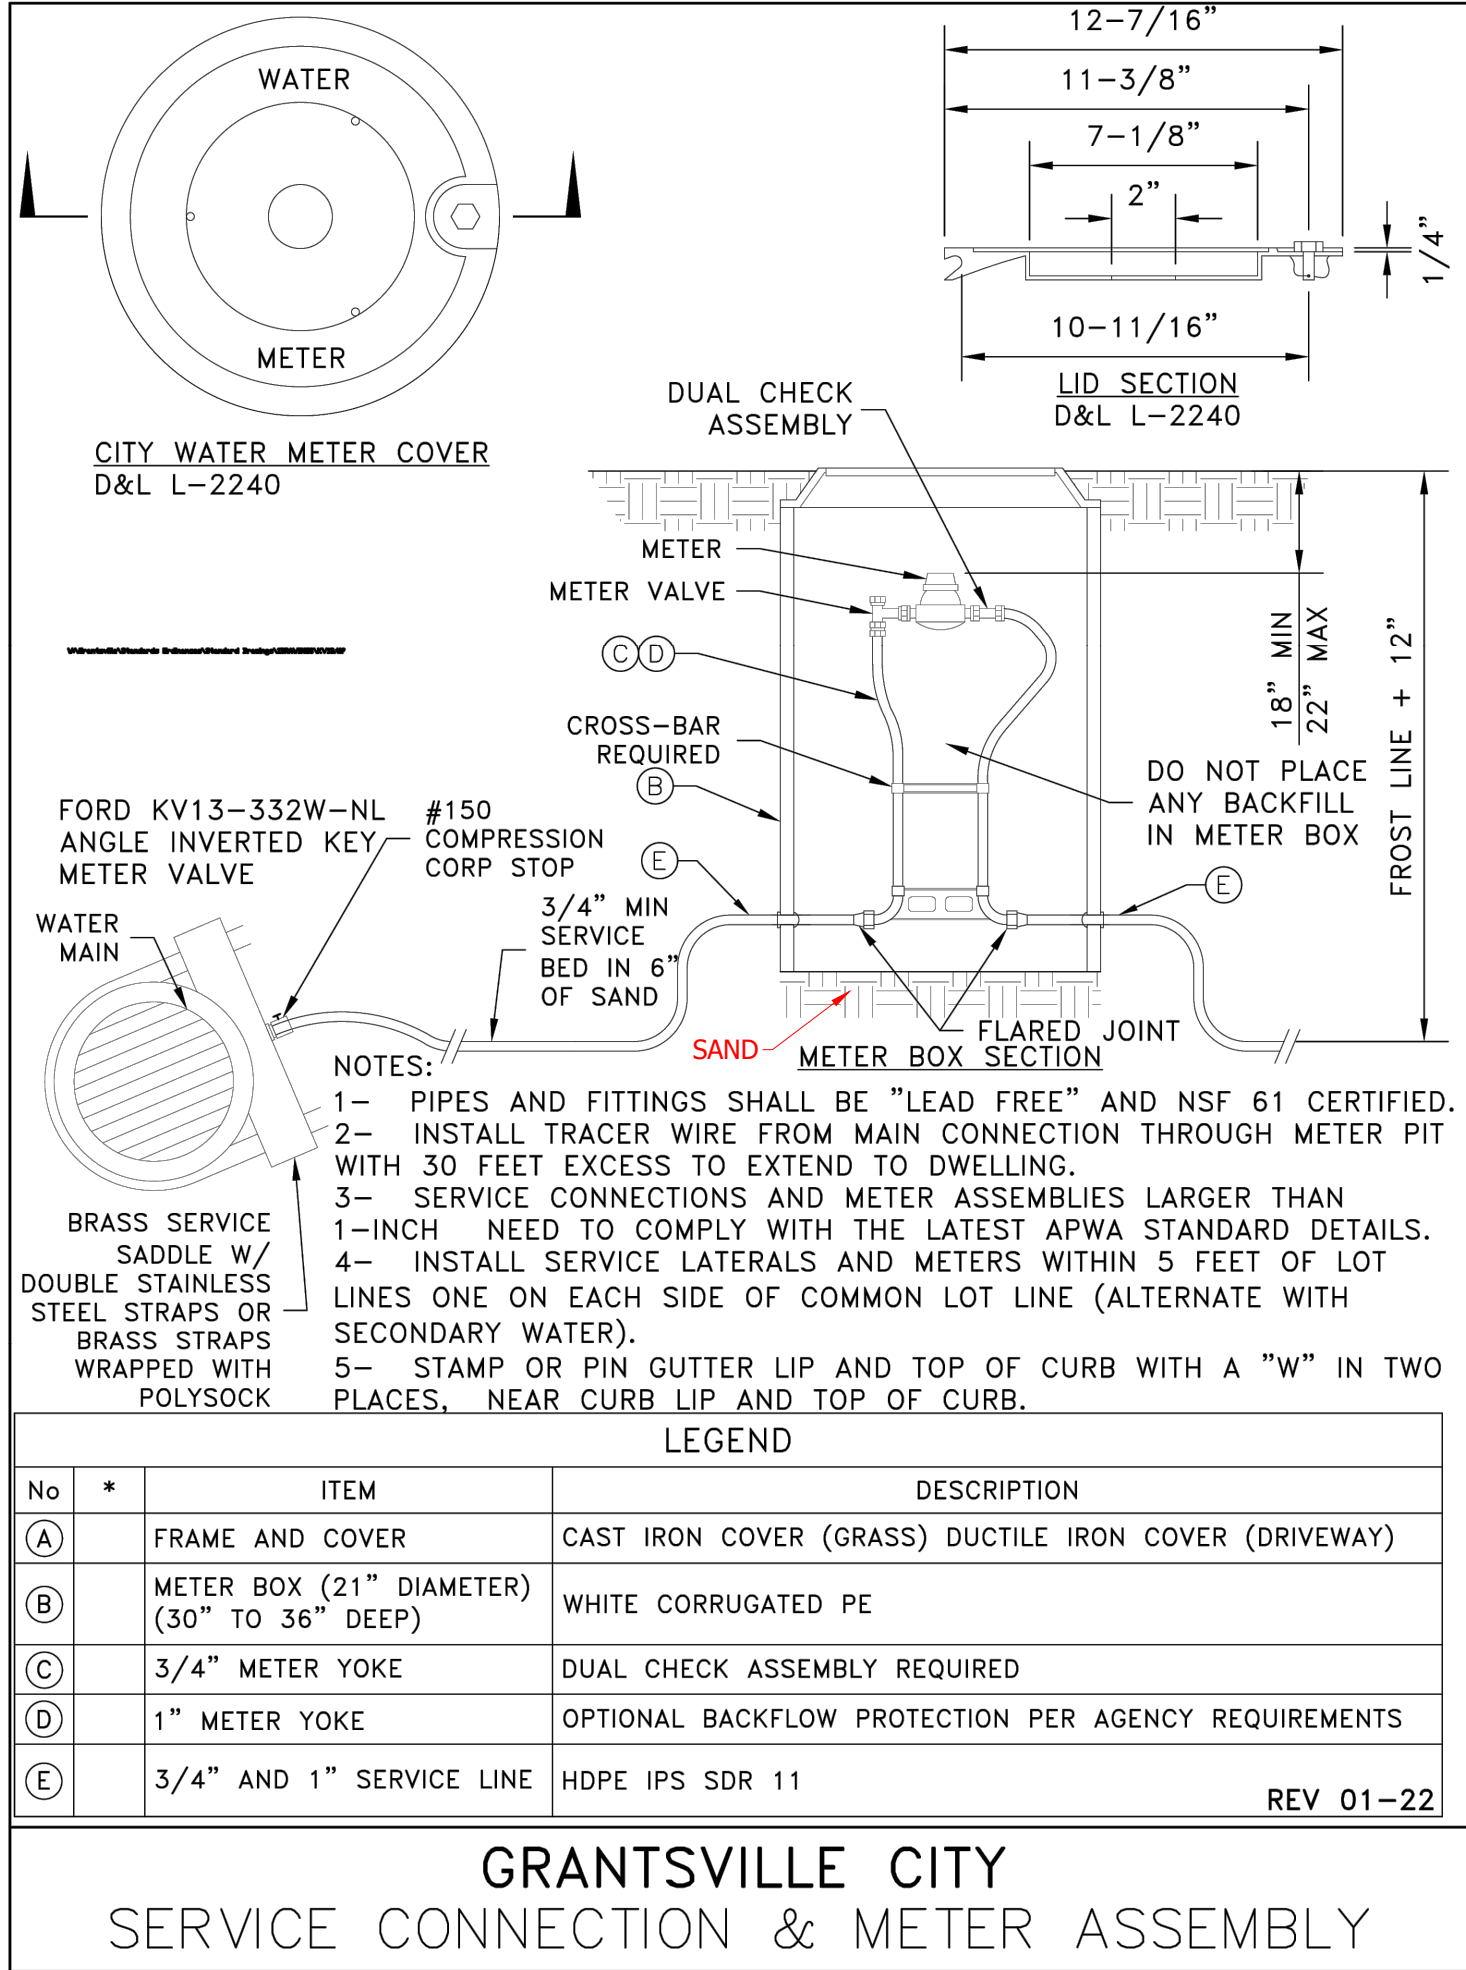 WATER
METER
CITY WATER METER COVER
D&L L-2240
12-7/16"
11-3/8"
7-1/8"
2"
1/4"
10-11/16"
LID SECTION
D&L L-2240
DUAL CHECK
ASSEMBLY
METER
METER VALVE
C D
CROSS-BAR
REQUIRED
B
E
18" MIN
22" MAX
FROST LINE + 12"
DO NOT PLACE
ANY BACKFILL
IN METER BOX
E
FORD KV13-332W-NL
ANGLE INVERTED KEY
METER VALVE
#150
COMPRESSION
CORP STOP
3/4" MIN
SERVICE
BED IN 6"
OF SAND
WATER
MAIN
SAND
FLARED JOINT
METER BOX SECTION
BRASS SERVICE
SADDLE W/
DOUBLE STAINLESS
STEEL STRAPS OR
BRASS STRAPS
WRAPPED WITH
POLYSOCK
NOTES:
1- PIPES AND FITTINGS SHALL BE "LEAD FREE" AND NSF 61 CERTIFIED.
2- INSTALL TRACER WIRE FROM MAIN CONNECTION THROUGH METER PIT
WITH 30 FEET EXCESS TO EXTEND TO DWELLING.
3- SERVICE CONNECTIONS AND METER ASSEMBLIES LARGER THAN
1-INCH NEED TO COMPLY WITH THE LATEST APWA STANDARD DETAILS.
4- INSTALL SERVICE LATERALS AND METERS WITHIN 5 FEET OF LOT
LINES ONE ON EACH SIDE OF COMMON LOT LINE (ALTERNATE WITH
SECONDARY WATER).
5- STAMP OR PIN GUTTER LIP AND TOP OF CURB WITH A "W" IN TWO
PLACES, NEAR CURB LIP AND TOP OF CURB.
LEGEND
No * ITEM DESCRIPTION
A FRAME AND COVER CAST IRON COVER (GRASS) DUCTILE IRON COVER (DRIVEWAY)
B METER BOX (21" DIAMETER)
(30" TO 36" DEEP) WHITE CORRUGATED PE
C 3/4" METER YOKE DUAL CHECK ASSEMBLY REQUIRED
D 1" METER YOKE OPTIONAL BACKFLOW PROTECTION PER AGENCY REQUIREMENTS
E 3/4" AND 1" SERVICE LINE HDPE IPS SDR 11
REV 01-22
GRANTSVILLE CITY
SERVICE CONNECTION & METER ASSEMBLY